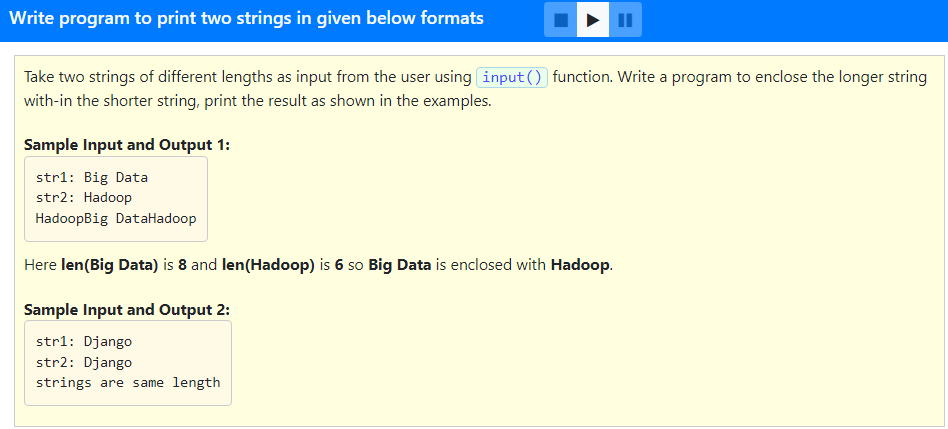 Write program to print two strings in given below formats
Take two strings of different lengths as input from the user using input() function. Write a program to enclose the longer string
with-in the shorter string, print the result as shown in the examples.
Sample Input and Output 1:
str1: Big Data
str2: Hadoop
HadoopBig DataHadoop
Here len(Big Data) is 8 and len(Hadoop) is 6 so Big Data is enclosed with Hadoop.
Sample Input and Output 2:
str1: Django
str2: Django
strings are same length